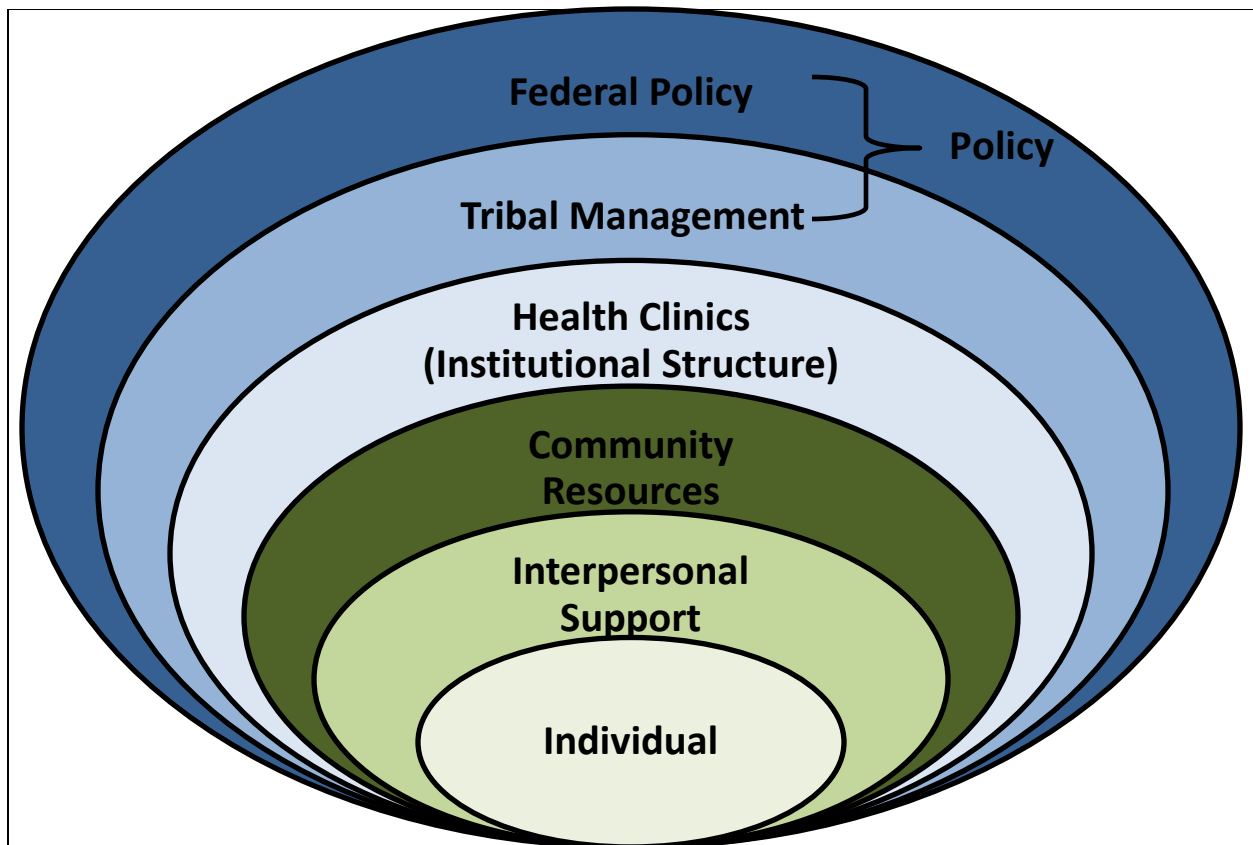 Federal Policy
Policy
Tribal Management
Health Clinics
(Institutional Structure)
Community
Resources
Interpersonal
Support
Individual